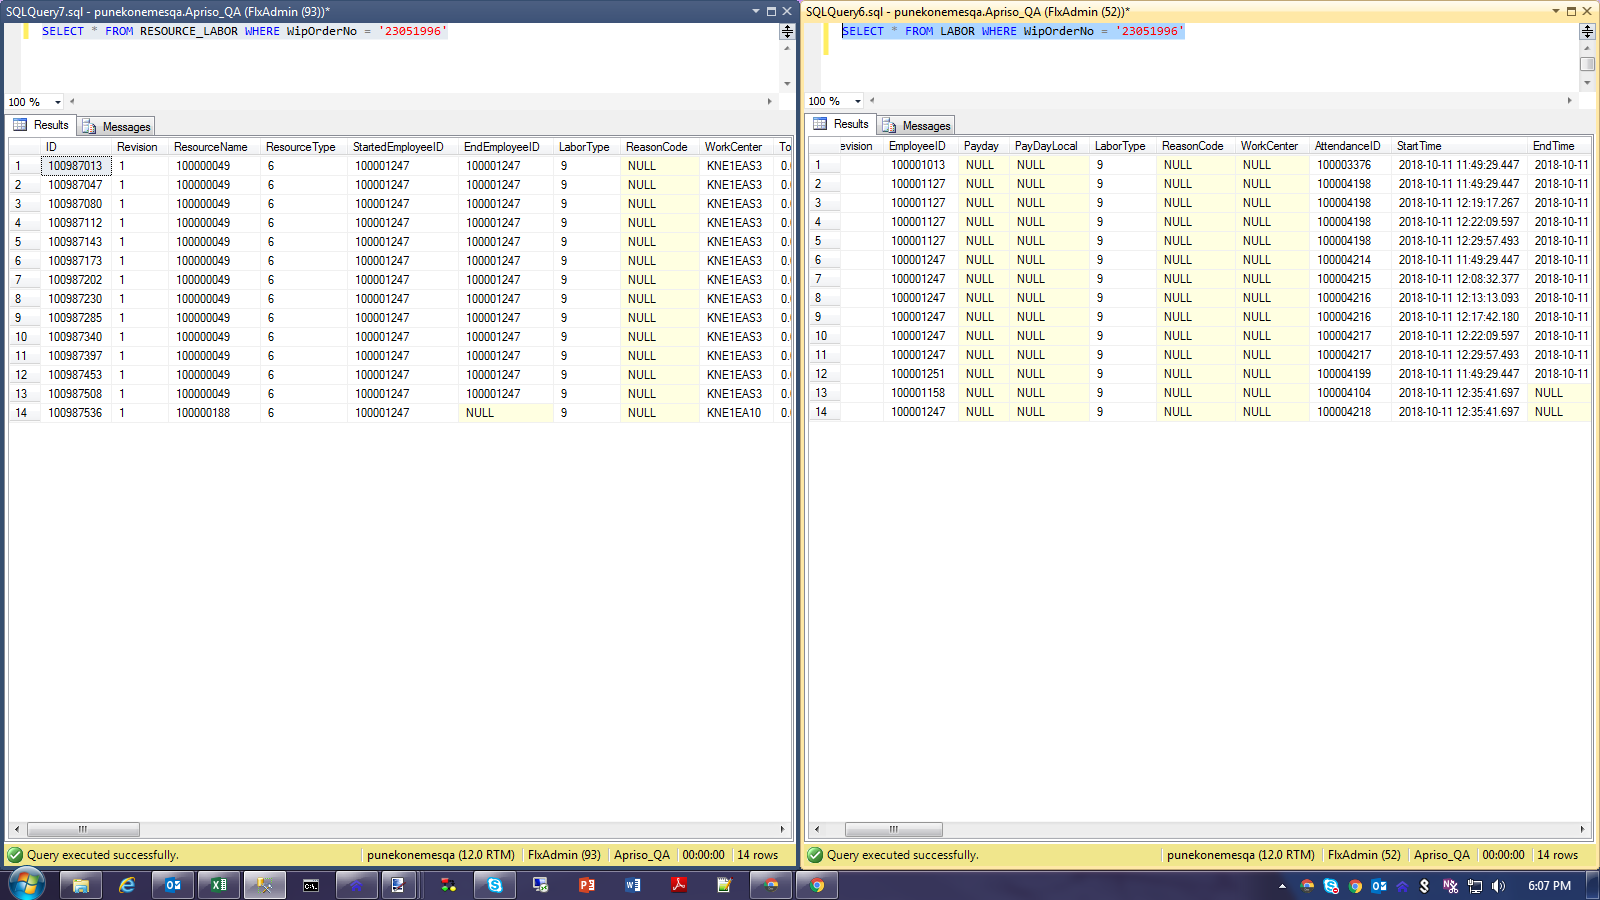 SQLQuery7.sql - punekonemesqa.Apriso_QA (FlxAdmin (93))*
SELECT * FROM RESOURCE_LABOR WHERE WipOrderNo = '23051996'
100 %
Results Messages
ID Revision ResourceName ResourceType StartedEmployeeID EndEmployeeID LaborType ReasonCode WorkCenter To
1 100987013 1 100000049 6 100001247 100001247 9 NULL KNE1EAS3 0.
2 100987047 1 100000049 6 100001247 100001247 9 NULL KNE1EAS3 0.
3 100987080 1 100000049 6 100001247 100001247 9 NULL KNE1EAS3 0.
4 100987112 1 100000049 6 100001247 100001247 9 NULL KNE1EAS3 0.
5 100987143 1 100000049 6 100001247 100001247 9 NULL KNE1EAS3 0.
6 100987173 1 100000049 6 100001247 100001247 9 NULL KNE1EAS3 0.
7 100987202 1 100000049 6 100001247 100001247 9 NULL KNE1EAS3 0.
8 100987230 1 100000049 6 100001247 100001247 9 NULL KNE1EAS3 0.
9 100987285 1 100000049 6 100001247 100001247 9 NULL KNE1EAS3 0.
10 100987340 1 100000049 6 100001247 100001247 9 NULL KNE1EAS3 0.
11 100987397 1 100000049 6 100001247 100001247 9 NULL KNE1EAS3 0.
12 100987453 1 100000049 6 100001247 100001247 9 NULL KNE1EAS3 0.
13 100987508 1 100000049 6 100001247 100001247 9 NULL KNE1EAS3 0.
14 100987536 1 100000188 6 100001247 NULL 9 NULL KNE1EA10 0.
Query executed successfully. punekonemesqa (12.0 RTM) FlxAdmin (93) Apriso_QA 00:00:00 14 rows
SQLQuery6.sql - punekonemesqa.Apriso_QA (FlxAdmin (52))*
SELECT * FROM LABOR WHERE WipOrderNo = '23051996'
100 %
Results Messages
evision EmployeeID Payday PayDayLocal LaborType ReasonCode WorkCenter AttendanceID StartTime EndTime
1 100001013 NULL NULL 9 NULL NULL 100003376 2018-10-11 11:49:29.447 2018-10-11
2 100001127 NULL NULL 9 NULL NULL 100004198 2018-10-11 11:49:29.447 2018-10-11
3 100001127 NULL NULL 9 NULL NULL 100004198 2018-10-11 12:19:17.267 2018-10-11
4 100001127 NULL NULL 9 NULL NULL 100004198 2018-10-11 12:22:09.597 2018-10-11
5 100001127 NULL NULL 9 NULL NULL 100004198 2018-10-11 12:29:57.493 2018-10-11
6 100001247 NULL NULL 9 NULL NULL 100004214 2018-10-11 11:49:29.447 2018-10-11
7 100001247 NULL NULL 9 NULL NULL 100004215 2018-10-11 12:08:32.377 2018-10-11
8 100001247 NULL NULL 9 NULL NULL 100004216 2018-10-11 12:13:13.093 2018-10-11
9 100001247 NULL NULL 9 NULL NULL 100004216 2018-10-11 12:17:42.180 2018-10-11
10 100001247 NULL NULL 9 NULL NULL 100004217 2018-10-11 12:22:09.597 2018-10-11
11 100001247 NULL NULL 9 NULL NULL 100004217 2018-10-11 12:29:57.493 2018-10-11
12 100001251 NULL NULL 9 NULL NULL 100004199 2018-10-11 11:49:29.447 2018-10-11
13 100001158 NULL NULL 9 NULL NULL 100004104 2018-10-11 12:35:41.697 NULL
14 100001247 NULL NULL 9 NULL NULL 100004218 2018-10-11 12:35:41.697 NULL
Query executed successfully. punekonemesqa (12.0 RTM) FlxAdmin (52) Apriso_QA 00:00:00 14 rows
6:07 PM